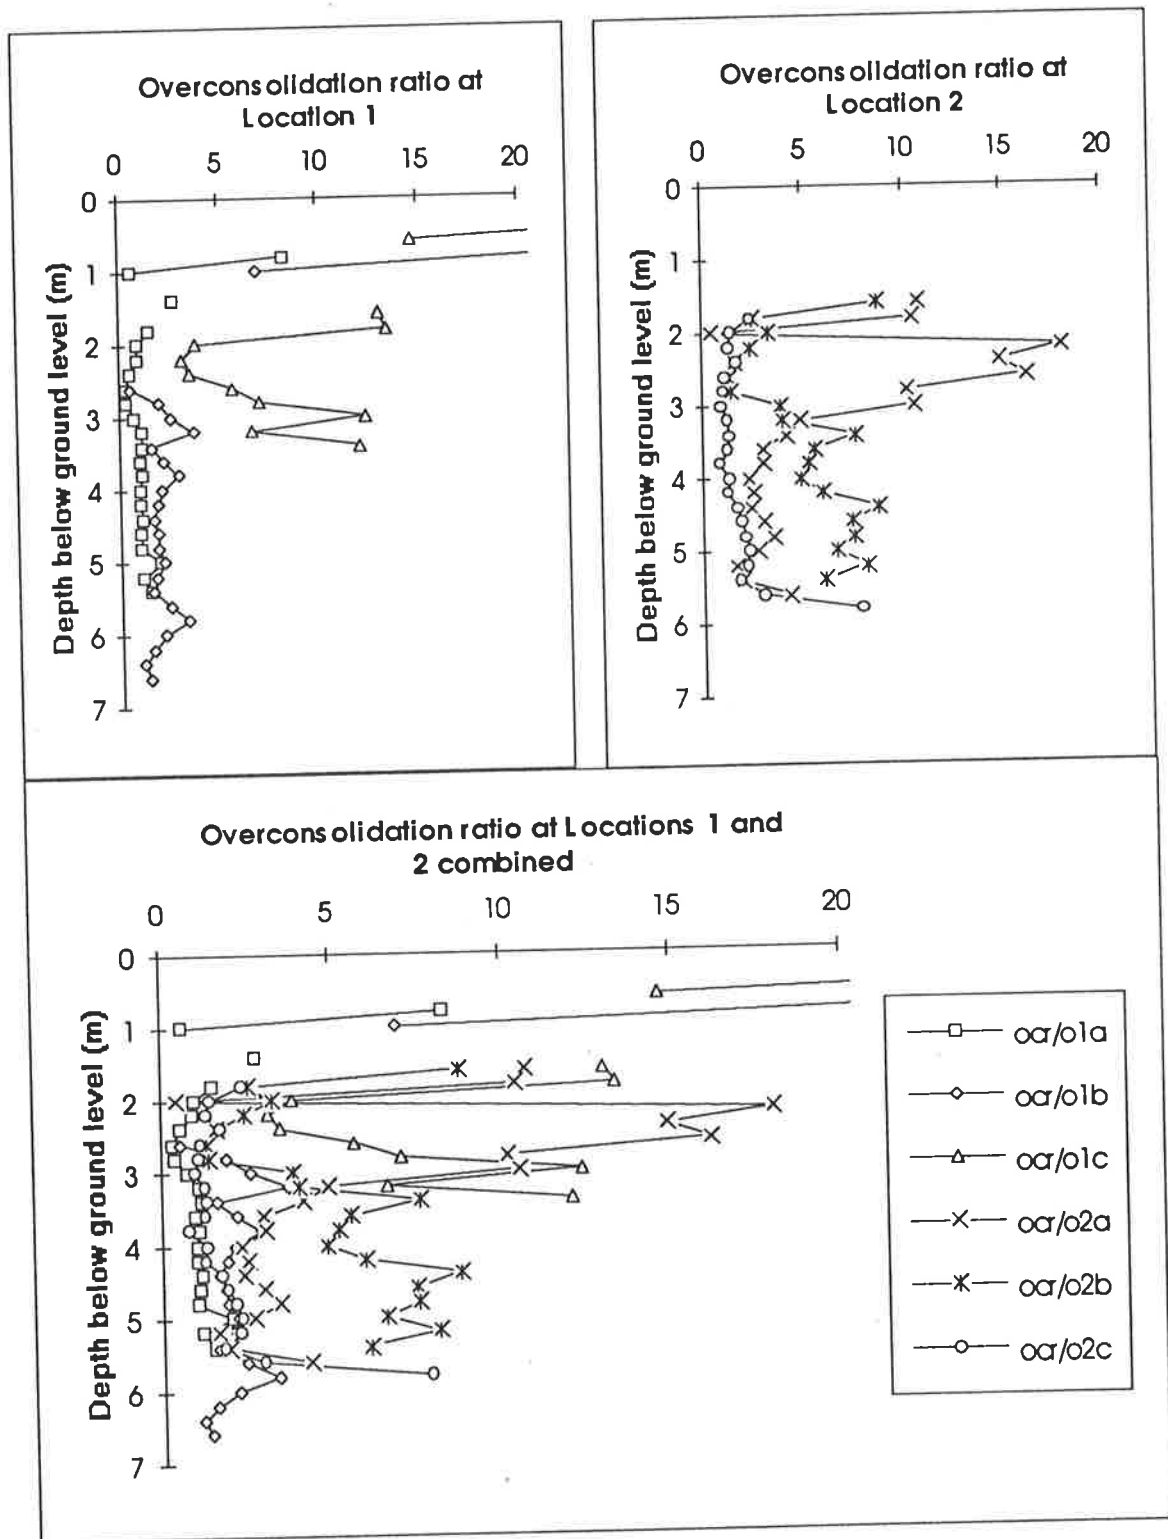 Overconsolidation ratio at
Location 1
0 5 10 15 20
0
1
2
3
4
5
6
7
Depth below ground level (m)
Overconsolidation ratio at
Location 2
0 5 10 15 20
0
1
2
3
4
5
6
7
Depth below ground level (m)
Overconsolidation ratio at Locations 1 and
2 combined
0 5 10 15 20
0
1
2
3
4
5
6
7
Depth below ground level (m)
ocr/o1a
ocr/o1b
ocr/o1c
ocr/o2a
ocr/o2b
ocr/o2c